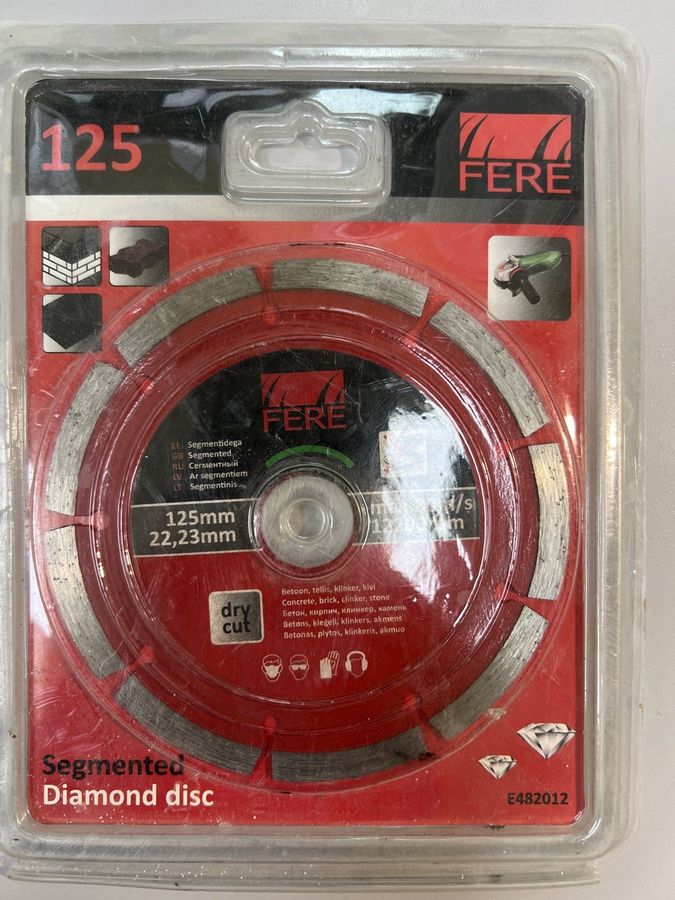 125
FERE
FERE
EE Segmentidega
GB Segmented
RU Сегментный
LV Ar segmentiem
LT Segmentinis
125mm
22,23mm
dry
cut
Betoon, tellis, klinker, kivi
Concrete, brick, clinker, stone
Бетон, кирпич, клинкер, камень
Betons, ķieģeļi, klinkers, akmens
Betonas, plytos, klinkeris, akmuo
Segmented
Diamond disc
E482012